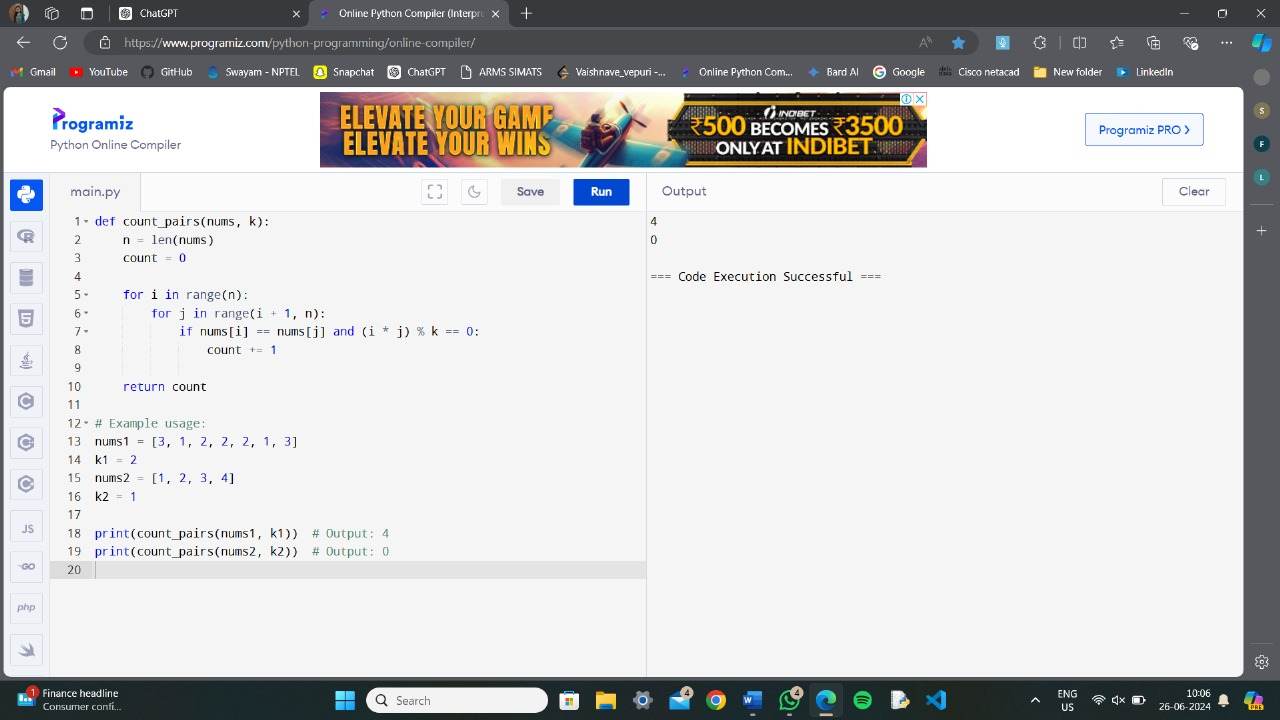 ChatGPT
Online Python Compiler (Interpre
https://www.programiz.com/python-programming/online-compiler/
Gmail YouTube GitHub Swayam - NPTEL Snapchat ChatGPT ARMS SIMATS Vaishnave_vepuri -... Online Python Com... Bard AI Google Cisco netacad New folder LinkedIn
Programiz
Python Online Compiler
ELEVATE YOUR GAME
ELEVATE YOUR WINS
INDIBET
₹500 BECOMES ₹3500
ONLY AT INDIBET
Programiz PRO
S
F
L
main.py Save Run Output Clear
1 def count_pairs(nums, k):
2     n = len(nums)
3     count = 0
4
5     for i in range(n):
6         for j in range(i + 1, n):
7             if nums[i] == nums[j] and (i * j) % k == 0:
8                 count += 1
9
10     return count
11
12 # Example usage:
13 nums1 = [3, 1, 2, 2, 2, 1, 3]
14 k1 = 2
15 nums2 = [1, 2, 3, 4]
16 k2 = 1
17
18 print(count_pairs(nums1, k1))  # Output: 4
19 print(count_pairs(nums2, k2))  # Output: 0
20
4
0
=== Code Execution Successful ===
JS
GO
php
1
Finance headline
Consumer confi...
Search
4
4
ENG
US
10:06
26-06-2024
PRE